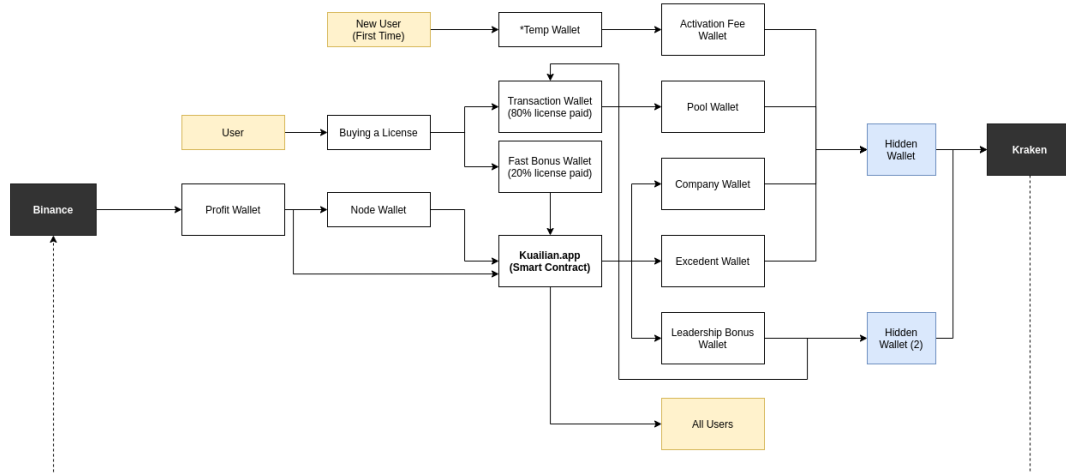 New User
(First Time)
*Temp Wallet
Activation Fee
Wallet
User
Buying a License
Transaction Wallet
(80% license paid)
Pool Wallet
Fast Bonus Wallet
(20% license paid)
Hidden
Wallet
Kraken
Company Wallet
Binance
Profit Wallet
Node Wallet
Kuailian.app
(Smart Contract)
Excedent Wallet
Leadership Bonus
Wallet
Hidden
Wallet (2)
All Users